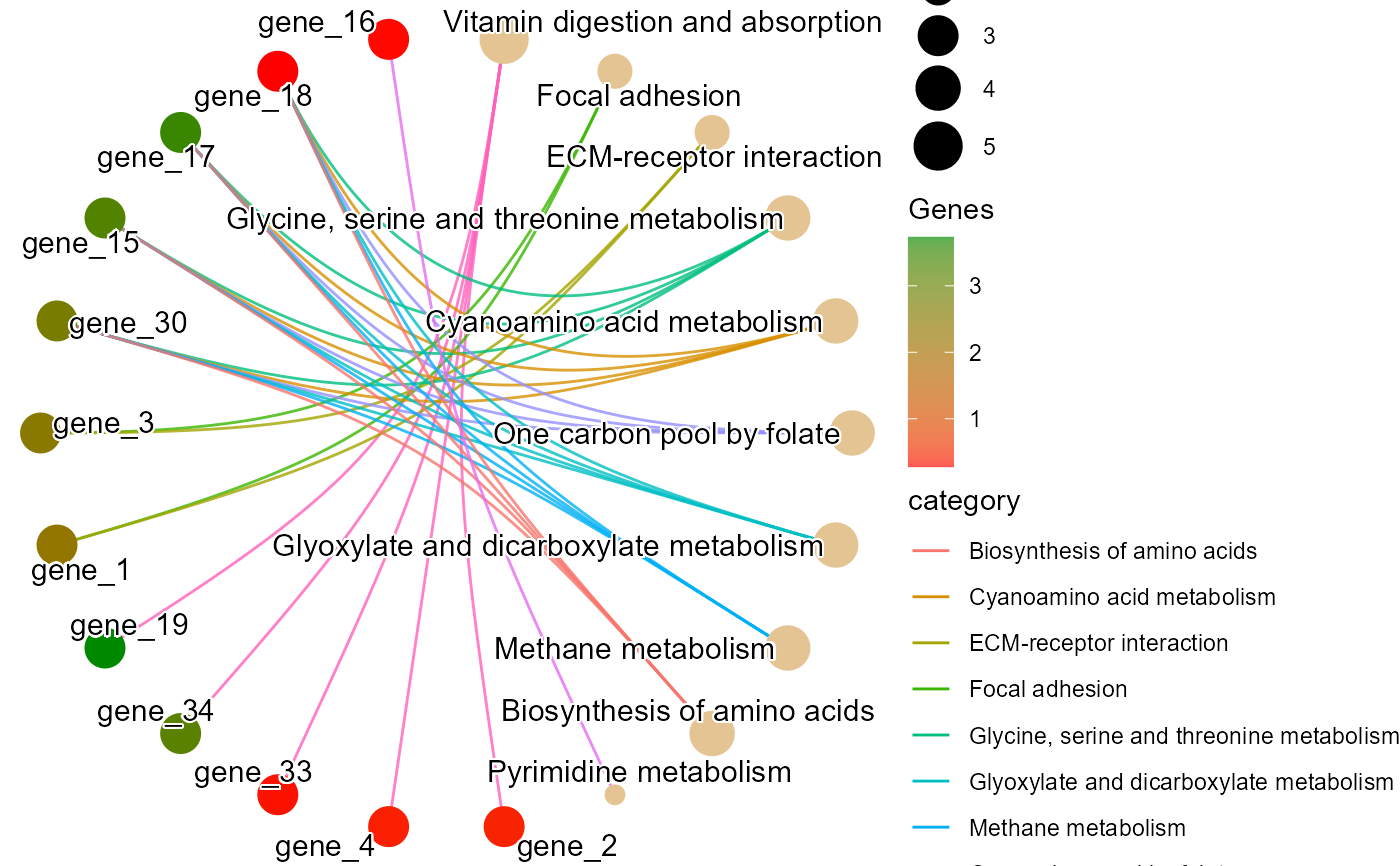 gene_16
Vitamin digestion and absorption
gene_18
Focal adhesion
gene_17
ECM-receptor interaction
gene_15
Glycine, serine and threonine metabolism
gene_30
Cyanoamino acid metabolism
gene_3
One carbon pool by folate
gene_1
Glyoxylate and dicarboxylate metabolism
gene_19
Methane metabolism
gene_34
Biosynthesis of amino acids
gene_33
Pyrimidine metabolism
gene_4
gene_2
3
4
5
Genes
3
2
1
category
Biosynthesis of amino acids
Cyanoamino acid metabolism
ECM-receptor interaction
Focal adhesion
Glycine, serine and threonine metabolism
Glyoxylate and dicarboxylate metabolism
Methane metabolism